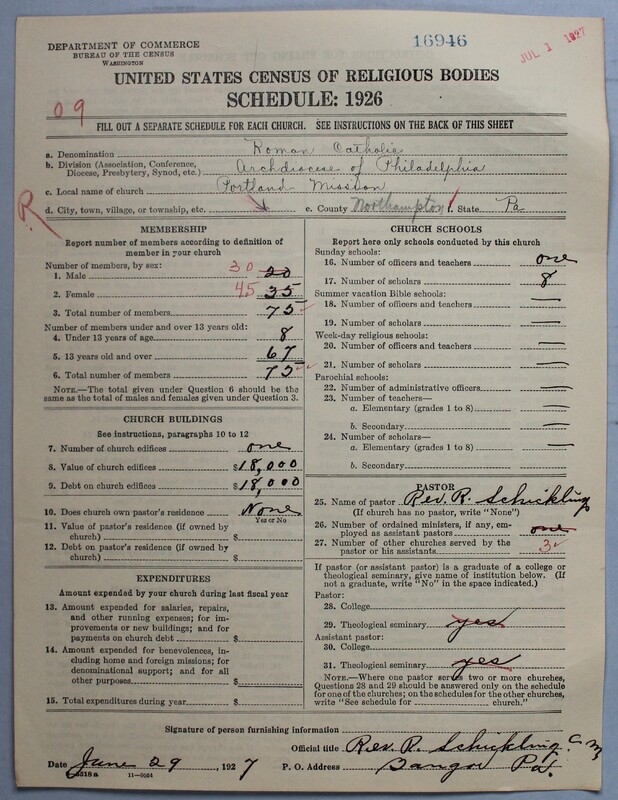 DEPARTMENT OF COMMERCE
BUREAU OF THE CENSUS
WASHINGTON
16946
JUL 1 1927
UNITED STATES CENSUS OF RELIGIOUS BODIES
SCHEDULE: 1926
09
FILL OUT A SEPARATE SCHEDULE FOR EACH CHURCH. SEE INSTRUCTIONS ON THE BACK OF THIS SHEET
a. Denomination Roman Catholic
b. Division (Association, Conference, Diocese, Presbytery, Synod, etc.) Archdiocese of Philadelphia
c. Local name of church Portland Mission
R
d. City, town, village, or township, etc. e. County Northampton f. State Pa
MEMBERSHIP
Report number of members according to definition of
member in your church
Number of members, by sex:
1. Male 30 20
2. Female 45 35
3. Total number of members 75
Number of members under and over 13 years old:
4. Under 13 years of age 8
5. 13 years old and over 67
6. Total number of members 75
NOTE.—The total given under Question 6 should be the
same as the total of males and females given under Question 3.
CHURCH BUILDINGS
See instructions, paragraphs 10 to 12
7. Number of church edifices one
8. Value of church edifices $18,000
9. Debt on church edifices $18,000
10. Does church own pastor's residence None
Yes or No
11. Value of pastor's residence (if owned by
church) $
12. Debt on pastor's residence (if owned by
church) $
EXPENDITURES
Amount expended by your church during last fiscal year
13. Amount expended for salaries, repairs,
and other running expenses; for im-
provements or new buildings; and for
payments on church debt $
14. Amount expended for benevolences, in-
cluding home and foreign missions; for
denominational support; and for all
other purposes $
15. Total expenditures during year $
CHURCH SCHOOLS
Report here only schools conducted by this church
Sunday schools:
16. Number of officers and teachers one
17. Number of scholars 8
Summer vacation Bible schools:
18. Number of officers and teachers —
19. Number of scholars —
Week-day religious schools:
20. Number of officers and teachers —
21. Number of scholars —
Parochial schools:
22. Number of administrative officers —
23. Number of teachers—
a. Elementary (grades 1 to 8) —
b. Secondary —
24. Number of scholars—
a. Elementary (grades 1 to 8) —
b. Secondary —
PASTOR
25. Name of pastor Rev. R. Schickling
(If church has no pastor, write "None")
26. Number of ordained ministers, if any, em-
ployed as assistant pastors one
27. Number of other churches served by the
pastor or his assistants 3
If pastor (or assistant pastor) is a graduate of a college or
theological seminary, give name of institution below. (If
not a graduate, write "No" in the space indicated.)
Pastor:
28. College
29. Theological seminary yes
Assistant pastor:
30. College
31. Theological seminary yes
NOTE.—Where one pastor serves two or more churches,
Questions 28 and 29 should be answered only on the schedule
for one of the churches; on the schedules for the other churches,
write "See schedule for church."
Signature of person furnishing information
Official title Rev. R. Schickling C.M.
Date June 29, 1927 P. O. Address Bangor Pa.
11—9054